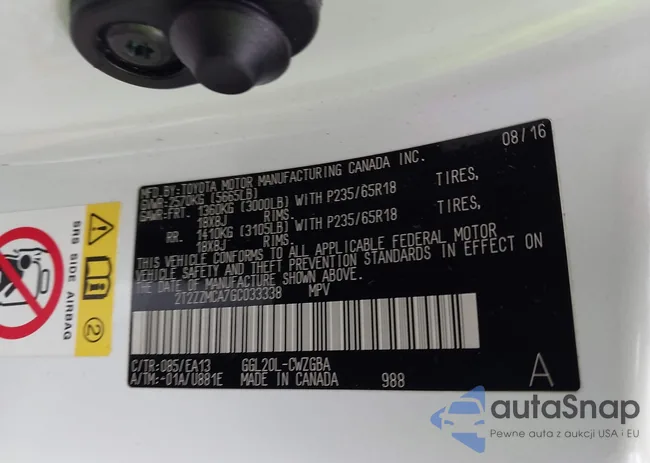 08/16
MFD.BY:TOYOTA MOTOR MANUFACTURING CANADA INC.
GVWR-2570KG (5665LB)
GAWR-FRT. 1360KG (3000LB) WITH P235/65R18 TIRES,
18X8J RIMS.
RR. 1410KG (3105LB) WITH P235/65R18 TIRES,
18X8J RIMS.
THIS VEHICLE CONFORMS TO ALL APPLICABLE FEDERAL MOTOR
VEHICLE SAFETY AND THEFT PREVENTION STANDARDS IN EFFECT ON
THE DATE OF MANUFACTURE SHOWN ABOVE.
2T2ZZMCA7GC033338 MPV
C/TR: 085/EA13 GGL20L-CWZGBA
A/TM:-01A/U881E MADE IN CANADA 988 A
SRS SIDE AIRBAG
2
autaSnap
Pewne auta z aukcji USA i EU